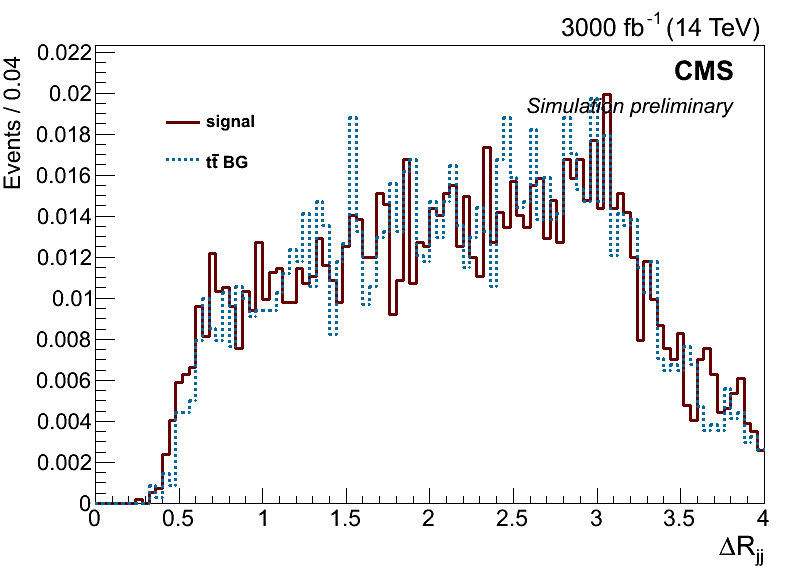 3000 fb⁻¹ (14 TeV)
Events / 0.04
0.022
0.02
0.018
0.016
0.014
0.012
0.01
0.008
0.006
0.004
0.002
0
CMS
Simulation preliminary
signal
tt̄ BG
0 0.5 1 1.5 2 2.5 3 3.5 4
ΔRjj